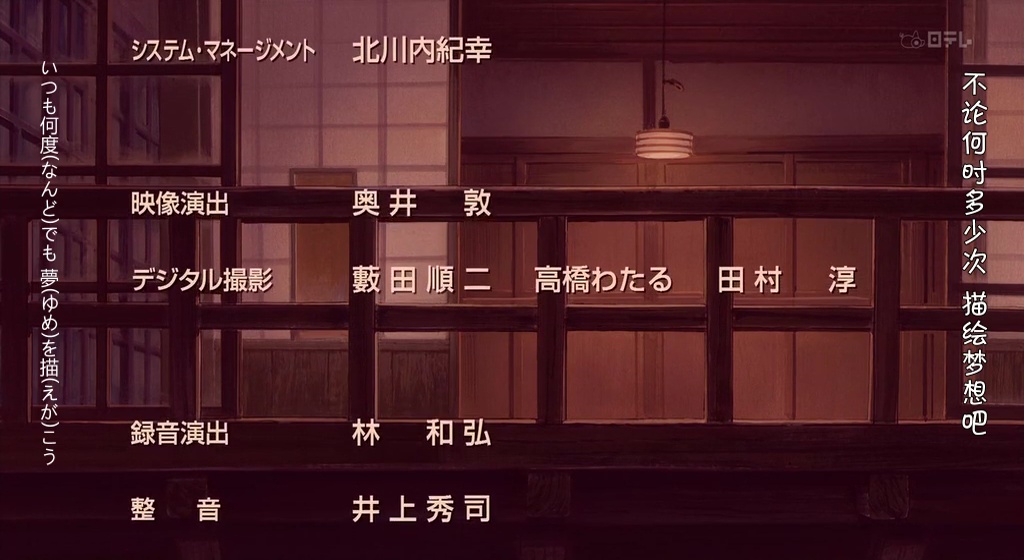 システム・マネージメント 北川内紀幸
日テレ
映像演出 奥井 敦
デジタル撮影 藪田順二 高橋わたる 田村 淳
録音演出 林 和弘
整 音 井上秀司
いつも何度(なんど)でも 夢(ゆめ)を描(えが)こう
不论何时多少次 描绘梦想吧